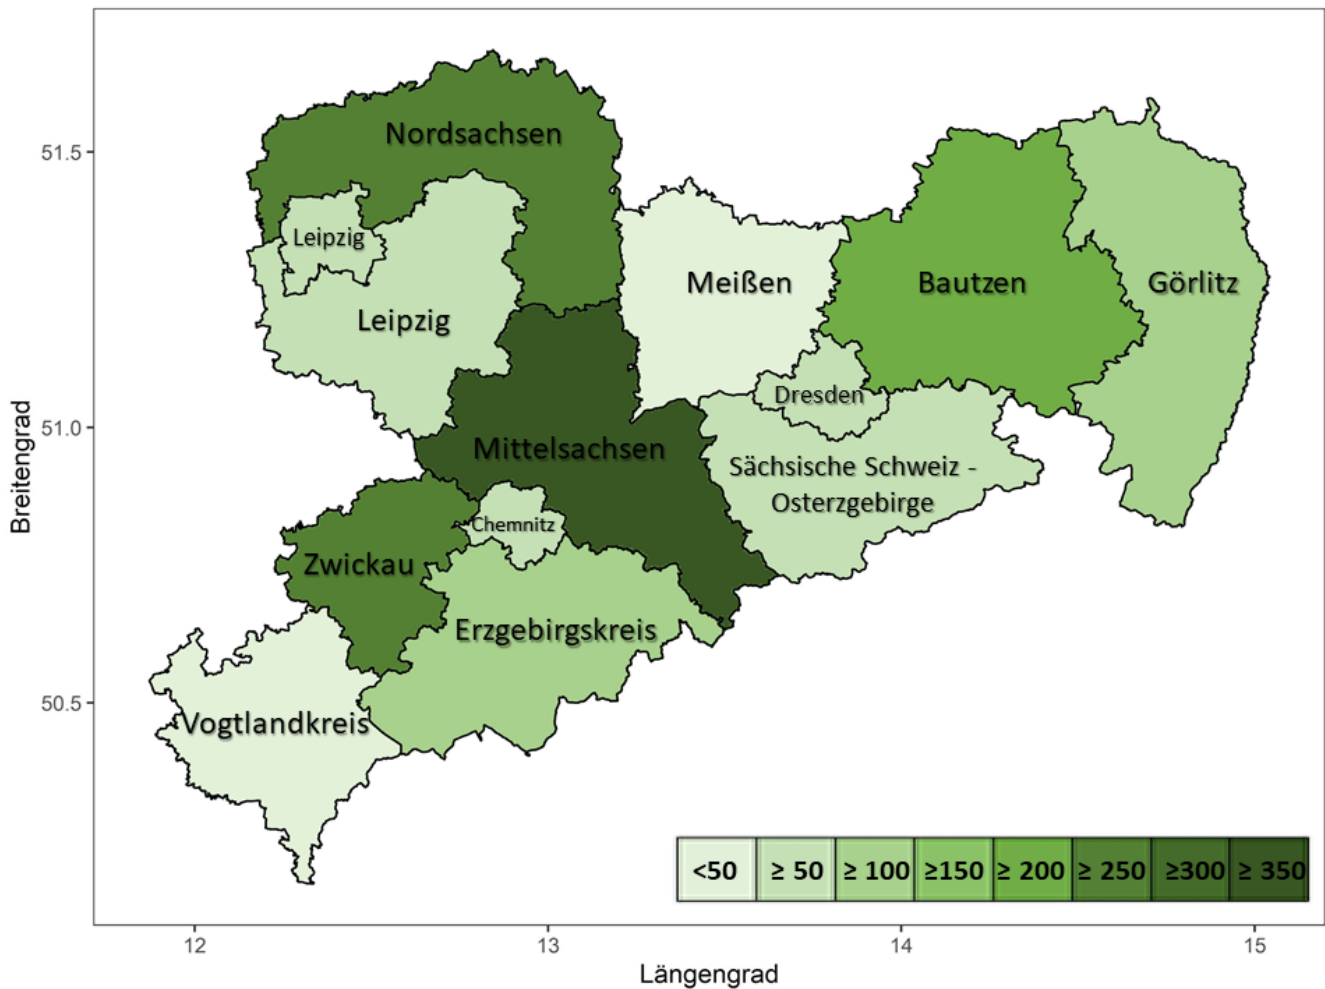 Nordsachsen
51.5
Leipzig
Meißen
Bautzen
Görlitz
Leipzig
Dresden
51.0
Mittelsachsen
Sächsische Schweiz -
Osterzgebirge
Chemnitz
Zwickau
Erzgebirgskreis
50.5
Vogtlandkreis
<50
≥ 50
≥ 100
≥150
≥ 200
≥ 250
≥300
≥ 350
12
13
14
15
Längengrad
Breitengrad